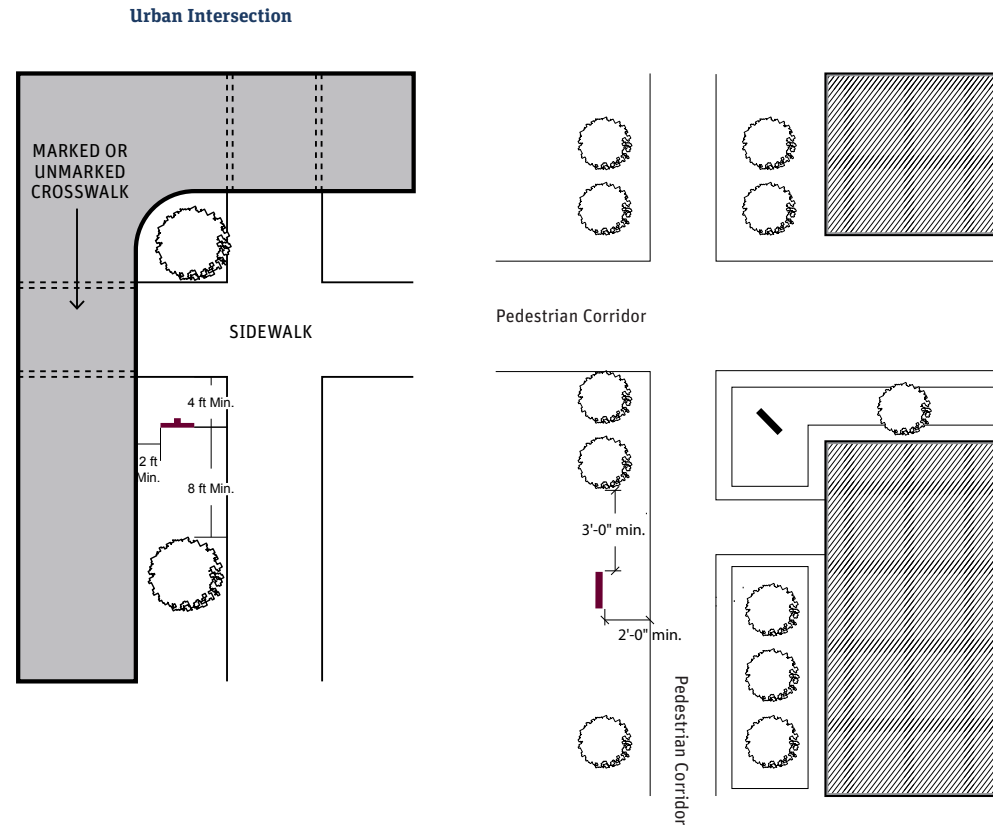 Urban Intersection
MARKED OR
UNMARKED
CROSSWALK
SIDEWALK
4 ft Min.
2 ft
Min.
8 ft Min.
Pedestrian Corridor
3'-0" min.
2'-0" min.
Pedestrian Corridor